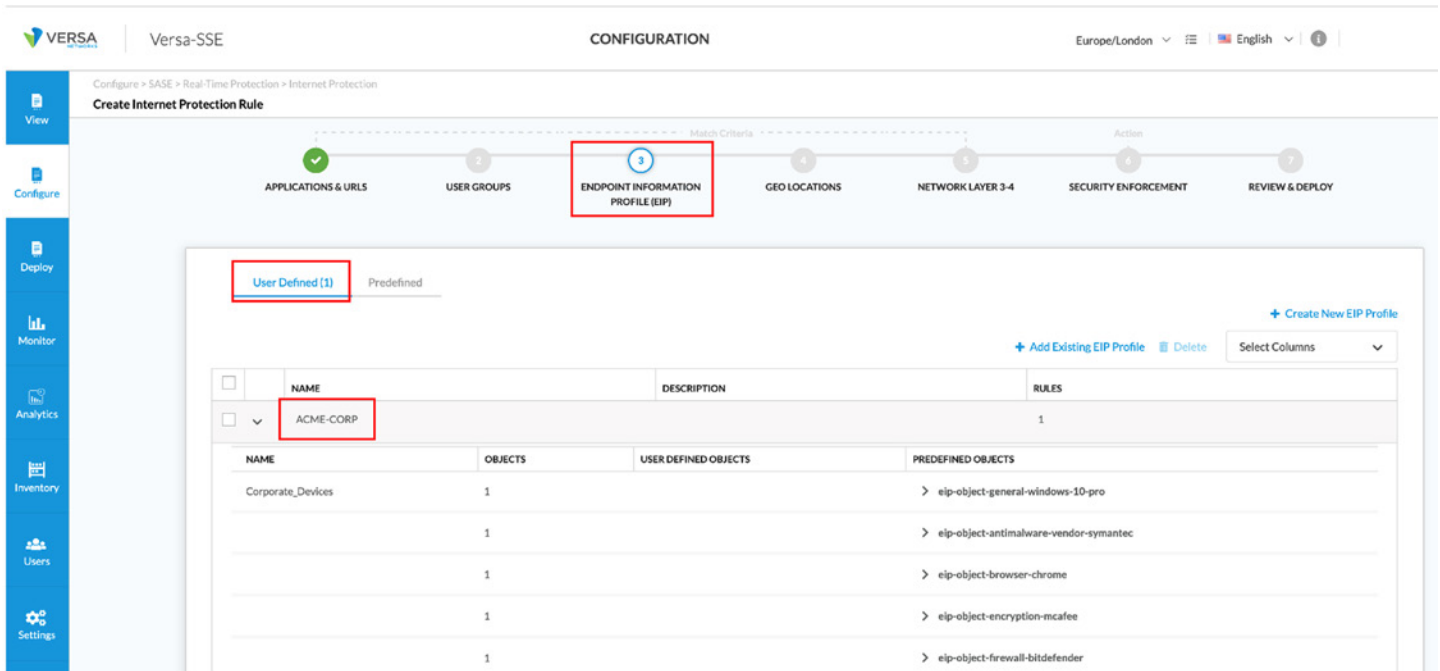 VERSA
NETWORKS
Versa-SSE
CONFIGURATION
Europe/London
English
i
Configure > SASE > Real-Time Protection > Internet Protection
Create Internet Protection Rule
View
Configure
Deploy
Monitor
Analytics
Inventory
Users
Settings
Match Criteria
Action
2
3
4
5
6
7
APPLICATIONS & URLS
USER GROUPS
ENDPOINT INFORMATION
PROFILE (EIP)
GEO LOCATIONS
NETWORK LAYER 3-4
SECURITY ENFORCEMENT
REVIEW & DEPLOY
User Defined (1)
Predefined
+ Create New EIP Profile
+ Add Existing EIP Profile
Delete
Select Columns
NAME DESCRIPTION RULES
ACME-CORP 1
NAME OBJECTS USER DEFINED OBJECTS PREDEFINED OBJECTS
Corporate_Devices 1 > eip-object-general-windows-10-pro
1 > eip-object-antimalware-vendor-symantec
1 > eip-object-browser-chrome
1 > eip-object-encryption-mcafee
1 > eip-object-firewall-bitdefender